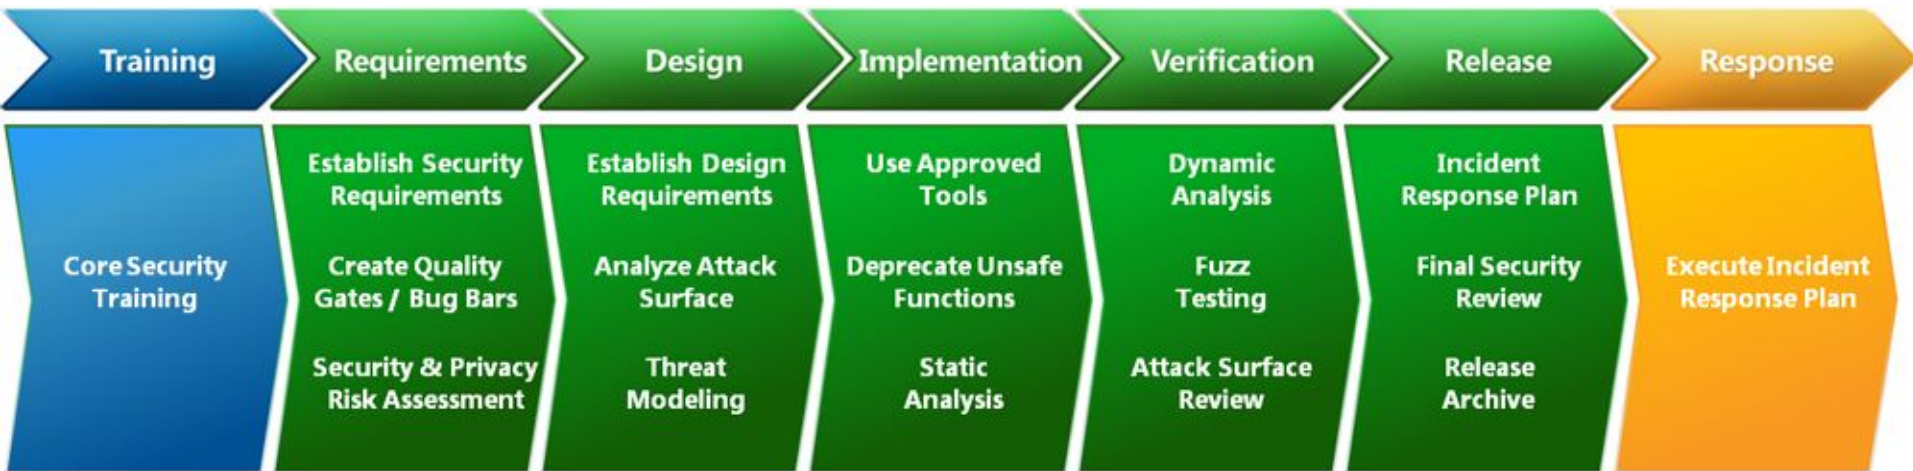 Training
Requirements
Design
Implementation
Verification
Release
Response
Core Security
Training
Establish Security
Requirements
Create Quality
Gates / Bug Bars
Security & Privacy
Risk Assessment
Establish Design
Requirements
Analyze Attack
Surface
Threat
Modeling
Use Approved
Tools
Deprecate Unsafe
Functions
Static
Analysis
Dynamic
Analysis
Fuzz
Testing
Attack Surface
Review
Incident
Response Plan
Final Security
Review
Release
Archive
Execute Incident
Response Plan